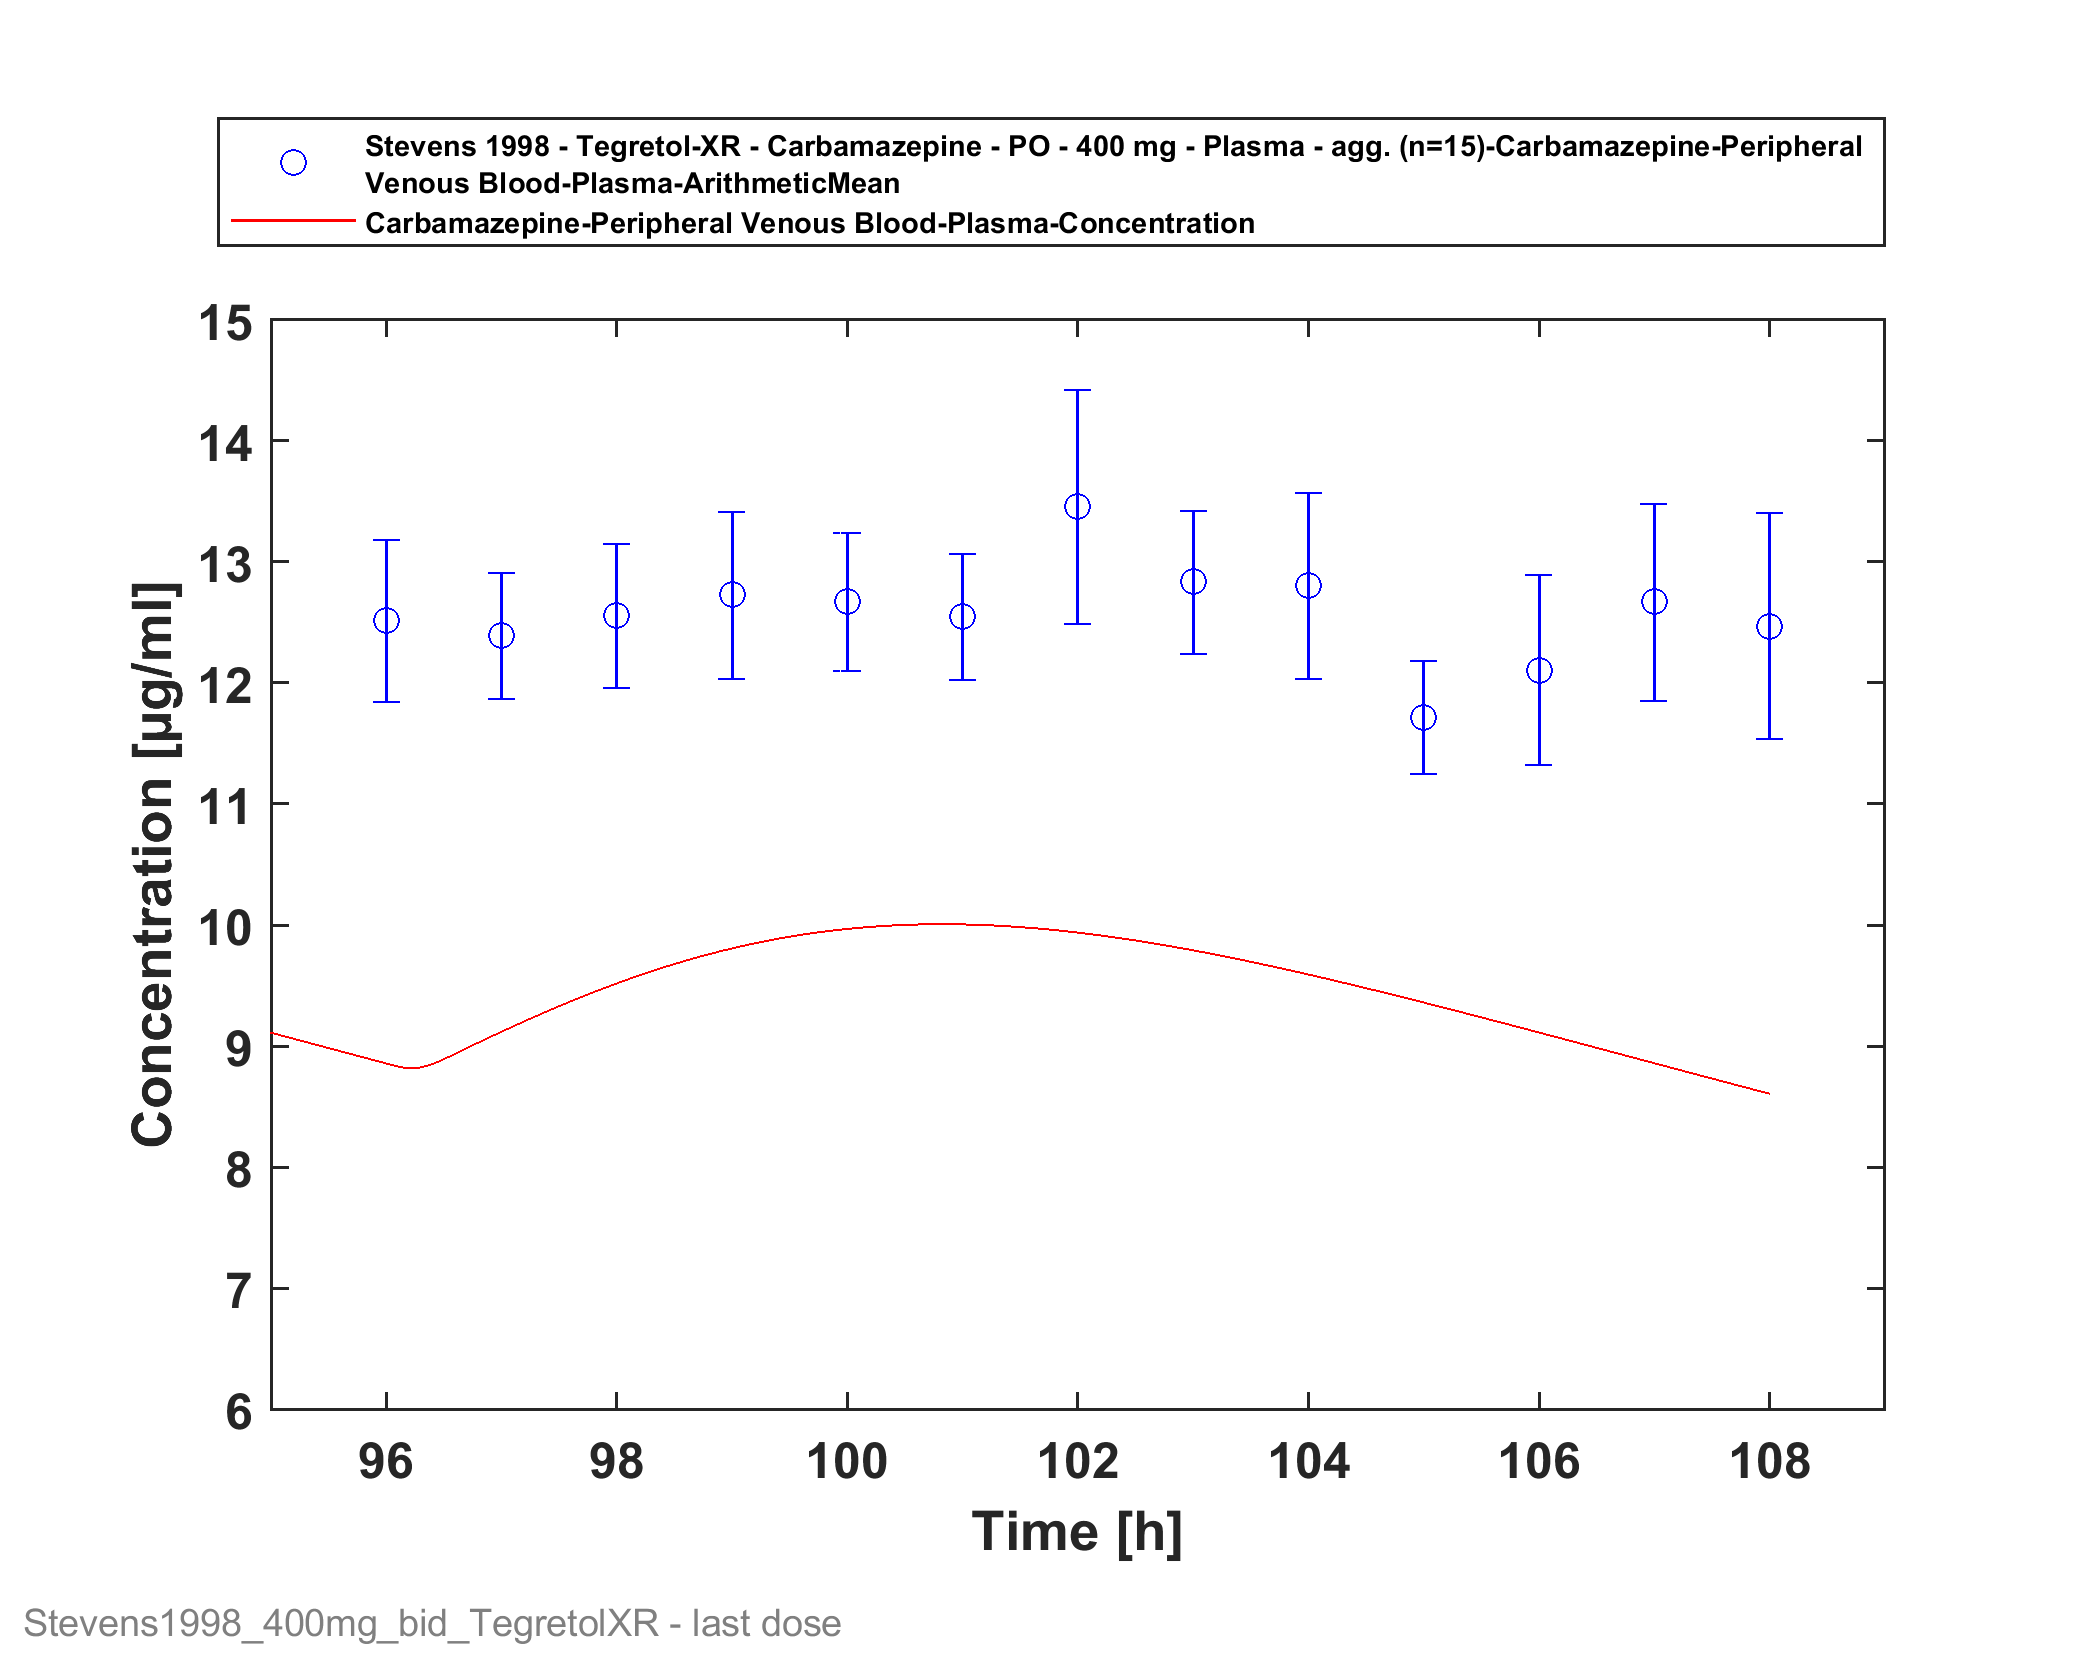 Stevens 1998 - Tegretol-XR - Carbamazepine - PO - 400 mg - Plasma - agg. (n=15)-Carbamazepine-Peripheral
Venous Blood-Plasma-ArithmeticMean
Carbamazepine-Peripheral Venous Blood-Plasma-Concentration
15
14
13
12
11
10
9
8
7
6
Concentration [µg/ml]
96 98 100 102 104 106 108
Time [h]
Stevens1998_400mg_bid_TegretolXR - last dose